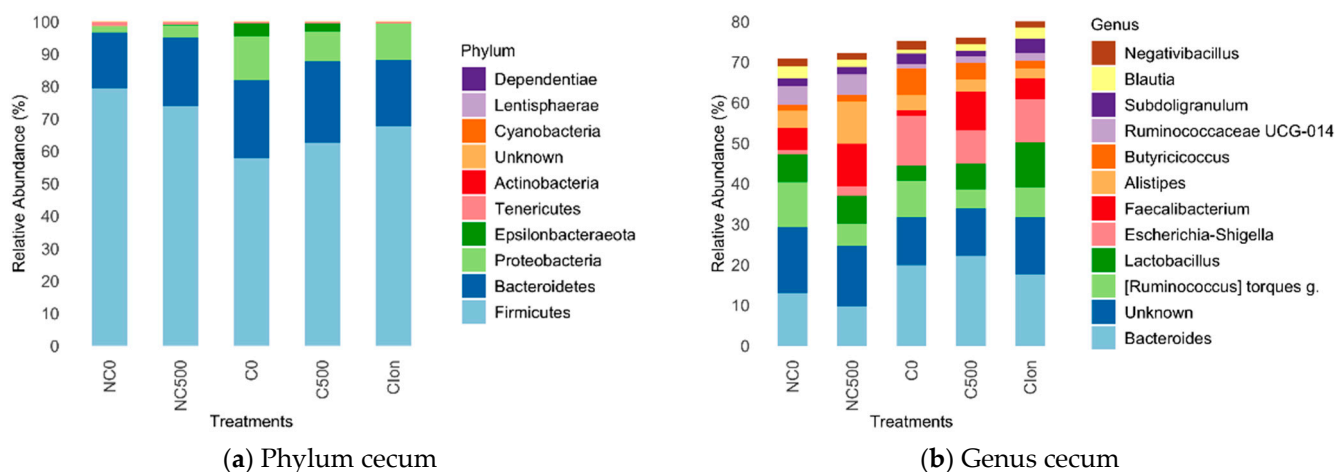 100
90
80
70
60
50
40
30
20
10
0
Relative Abundance (%)
NC0
NC500
C0
C500
CIon
Treatments
Phylum
Dependentiae
Lentisphaerae
Cyanobacteria
Unknown
Actinobacteria
Tenericutes
Epsilonbacteraeota
Proteobacteria
Bacteroidetes
Firmicutes
(a) Phylum cecum
80
70
60
50
40
30
20
10
0
Relative Abundance (%)
NC0
NC500
C0
C500
CIon
Treatments
Genus
Negativibacillus
Blautia
Subdoligranulum
Ruminococcaceae UCG-014
Butyricicoccus
Alistipes
Faecalibacterium
Escherichia-Shigella
Lactobacillus
[Ruminococcus] torques g.
Unknown
Bacteroides
(b) Genus cecum